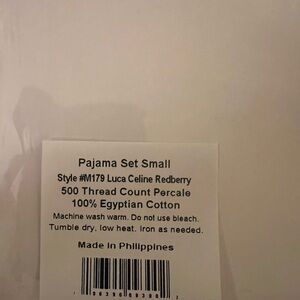 Pajama Set Small
Style #M179 Luca Celine Redberry
500 Thread Count Percale
100% Egyptian Cotton
Machine wash warm. Do not use bleach.
Tumble dry, low heat. Iron as needed.
Made in Philippines